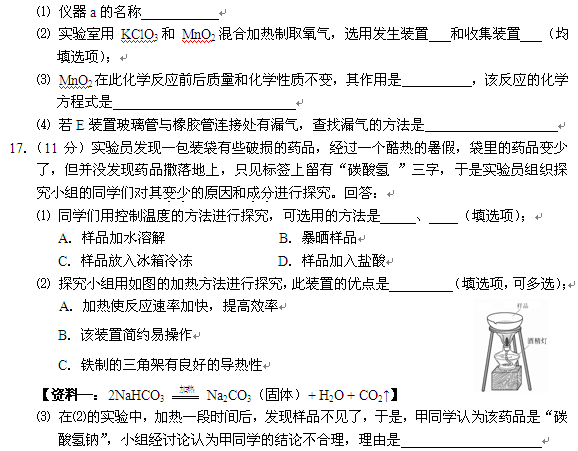 ⑴ 仪器 a 的名称____________↵
⑵ 实验室用 KClO₃ 和 MnO₂ 混合加热制取氧气，选用发生装置___和收集装置___（均
填选项）；↵
⑶ MnO₂ 在此化学反应前后质量和化学性质不变，其作用是___________，该反应的化学
方程式是____________________________↵
⑷ 若 E 装置玻璃管与橡胶管连接处有漏气，查找漏气的方法是____________________↵
17．（11 分）实验员发现一包装袋有些破损的药品，经过一个酷热的暑假，袋里的药品变少
了，但并没发现药品撒落地上，只见标签上留有“碳酸氢 ”三字，于是实验员组织探
究小组的同学们对其变少的原因和成分进行探究。回答：↵
⑴ 同学们用控制温度的方法进行探究，可选用的方法是_____、____（填选项）；↵
A．样品加水溶解 B．暴晒样品↵
C．样品放入冰箱冷冻 D．样品加入盐酸↵
⑵ 探究小组用如图的加热方法进行探究，此装置的优点是__________（填选项，可多选）；↵
A．加热使反应速率加快，提高效率↵
样品
B．该装置简约易操作↵
酒精灯
C．铁制的三角架有良好的导热性↵
【资料一：2NaHCO₃ 加热 Na₂CO₃（固体）+ H₂O + CO₂↑】↵
⑶ 在⑵的实验中，加热一段时间后，发现样品不见了，于是，甲同学认为该药品是“碳
酸氢钠”，小组经讨论认为甲同学的结论不合理，理由是______________________↵